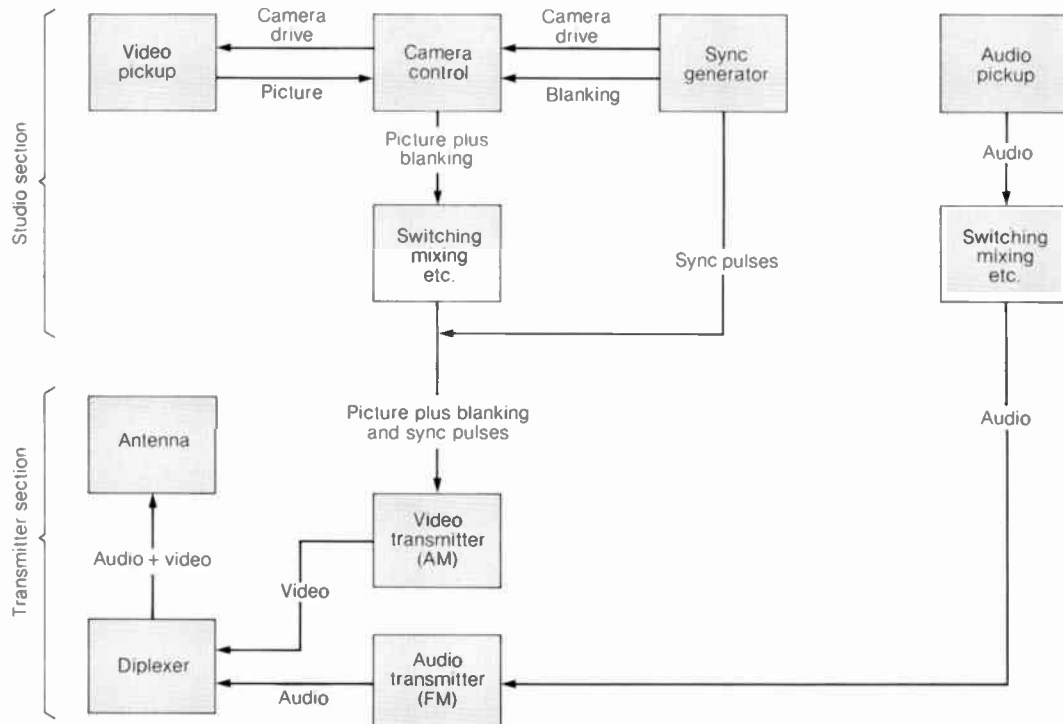 Studio section
Video
pickup
Camera
drive
Picture
Camera
control
Camera
drive
Blanking
Sync
generator
Audio
pickup
Picture plus
blanking
Audio
Switching
mixing
etc.
Sync pulses
Switching
mixing
etc.
Transmitter section
Picture plus blanking
and sync pulses
Audio
Antenna
Video
transmitter
(AM)
Audio + video
Video
Diplexer
Audio
Audio
transmitter
(FM)